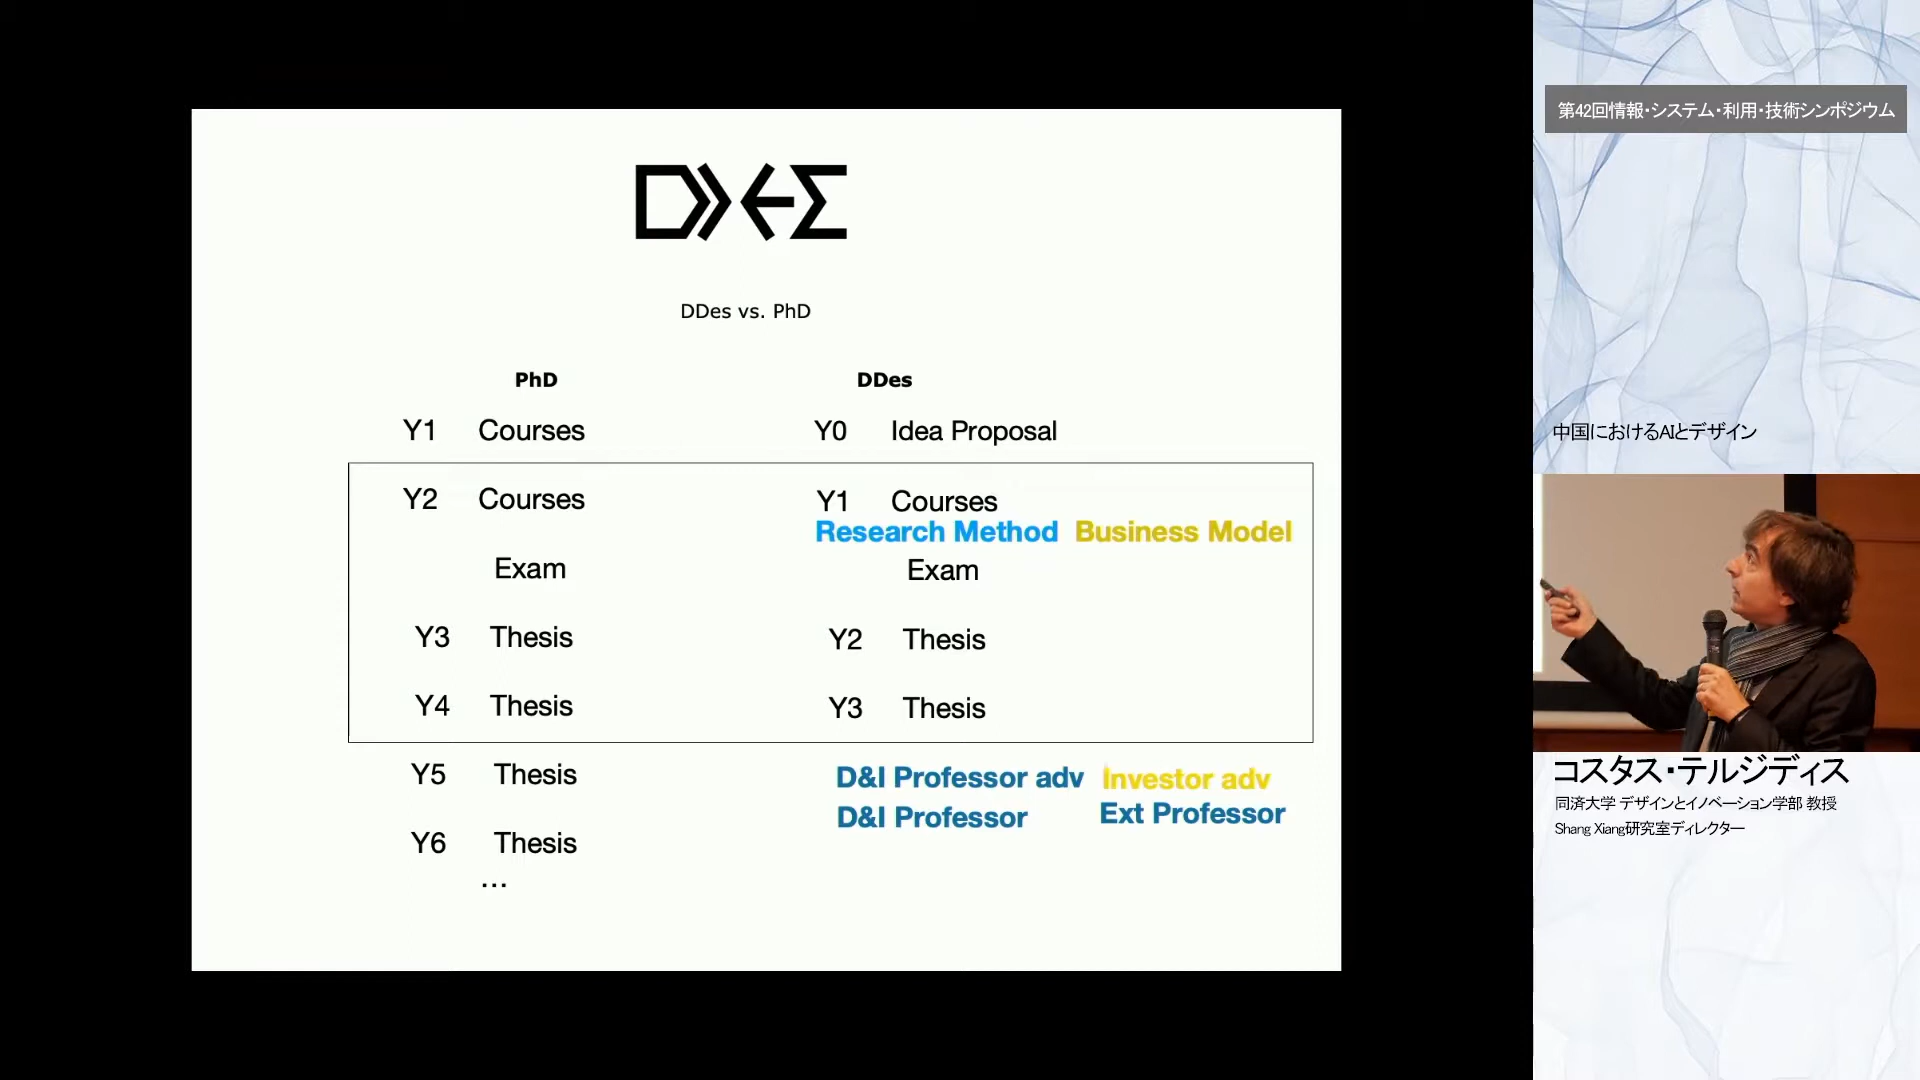 DDes vs. PhD
PhD
DDes
Y1 Courses
Y0 Idea Proposal
Y2 Courses
Y1 Courses
Research Method Business Model
Exam
Exam
Y3 Thesis
Y2 Thesis
Y4 Thesis
Y3 Thesis
Y5 Thesis
D&I Professor adv Investor adv
D&I Professor Ext Professor
Y6 Thesis
...
第42回情報・システム・利用・技術シンポジウム
中国におけるAIとデザイン
コスタス・テルジディス
同済大学 デザインとイノベーション学部 教授
Shang Xiang研究室ディレクター